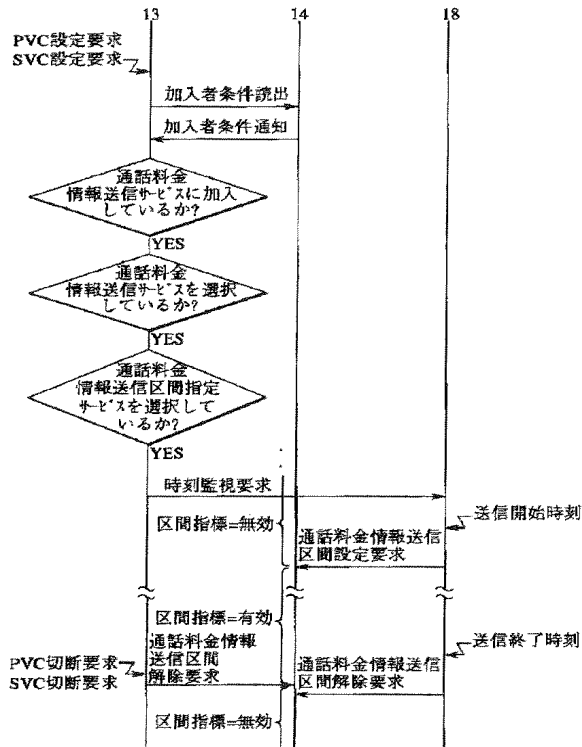 13
14
18
PVC設定要求
SVC設定要求
加入者条件読出
加入者条件通知
通話料金
情報送信サービスに加入
しているか?
YES
通話料金
情報送信サービスを選択
しているか?
YES
通話料金
情報送信区間指定
サービスを選択して
いるか?
YES
時刻監視要求
区間指標=無効
送信開始時刻
通話料金情報送信
区間設定要求
区間指標=有効
通話料金情報
送信区間
解除要求
PVC切断要求
SVC切断要求
送信終了時刻
通話料金情報送信
区間解除要求
区間指標=無効